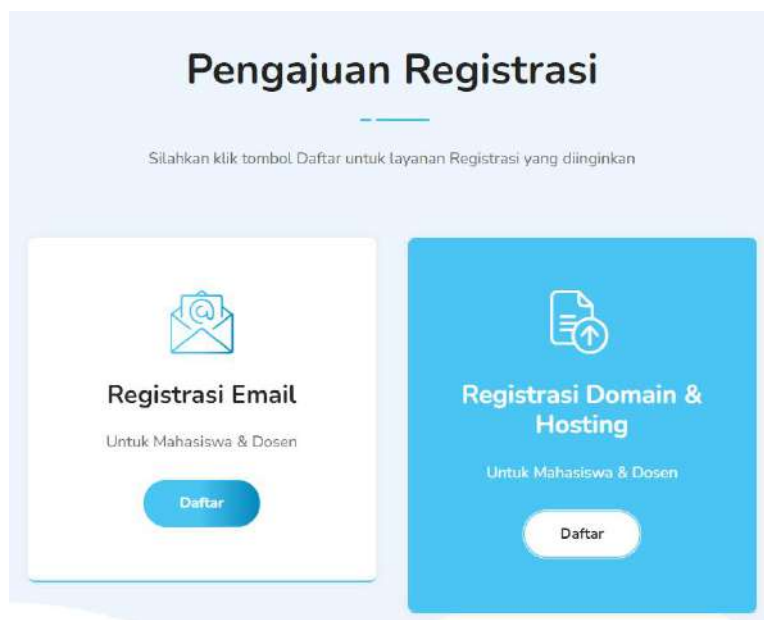 Pengajuan Registrasi
Silahkan klik tombol Daftar untuk layanan Registrasi yang diinginkan
Registrasi Email
Untuk Mahasiswa & Dosen
Daftar
Registrasi Domain &
Hosting
Untuk Mahasiswa & Dosen
Daftar